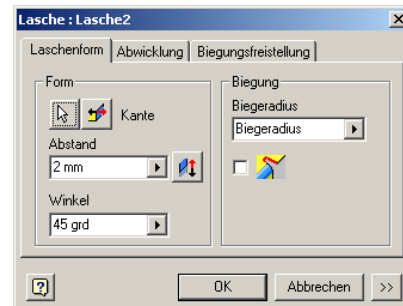 Lasche : Lasche2
Laschenform
Abwicklung
Biegungsfreistellung
Form
Kante
Abstand
2 mm
Winkel
45 grd
Biegung
Biegeradius
Biegeradius
OK
Abbrechen
>>